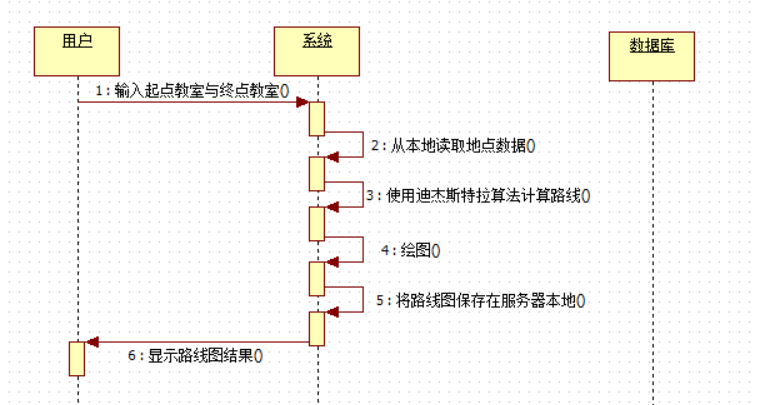 用户
系统
数据库
1：输入起点教室与终点教室()
2：从本地读取地点数据()
3：使用迪杰斯特拉算法计算路线()
4：绘图()
5：将路线图保存在服务器本地()
6：显示路线图结果()